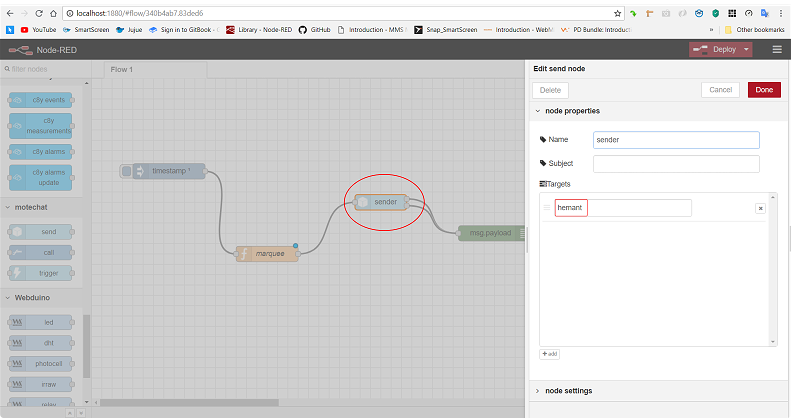 localhost:1880/#flow/340b4ab7.83ded6
YouTube SmartScreen Jujue Sign in to GitBook - Library - Node-RED GitHub Introduction - MMS Snap_SmartScreen Introduction - WebM PD Bundle: Introduct » Other bookmarks
Node-RED
Deploy
filter nodes
Flow 1
c8y events
c8y measurements
c8y alarms
c8y alarms update
motechat
send
call
trigger
Webduino
led
dht
photocell
irraw
relay
timestamp ¹
marquee
sender
msg.payload
Edit send node
Delete
Cancel
Done
node properties
Name
sender
Subject
Targets
hemant
x
+ add
node settings